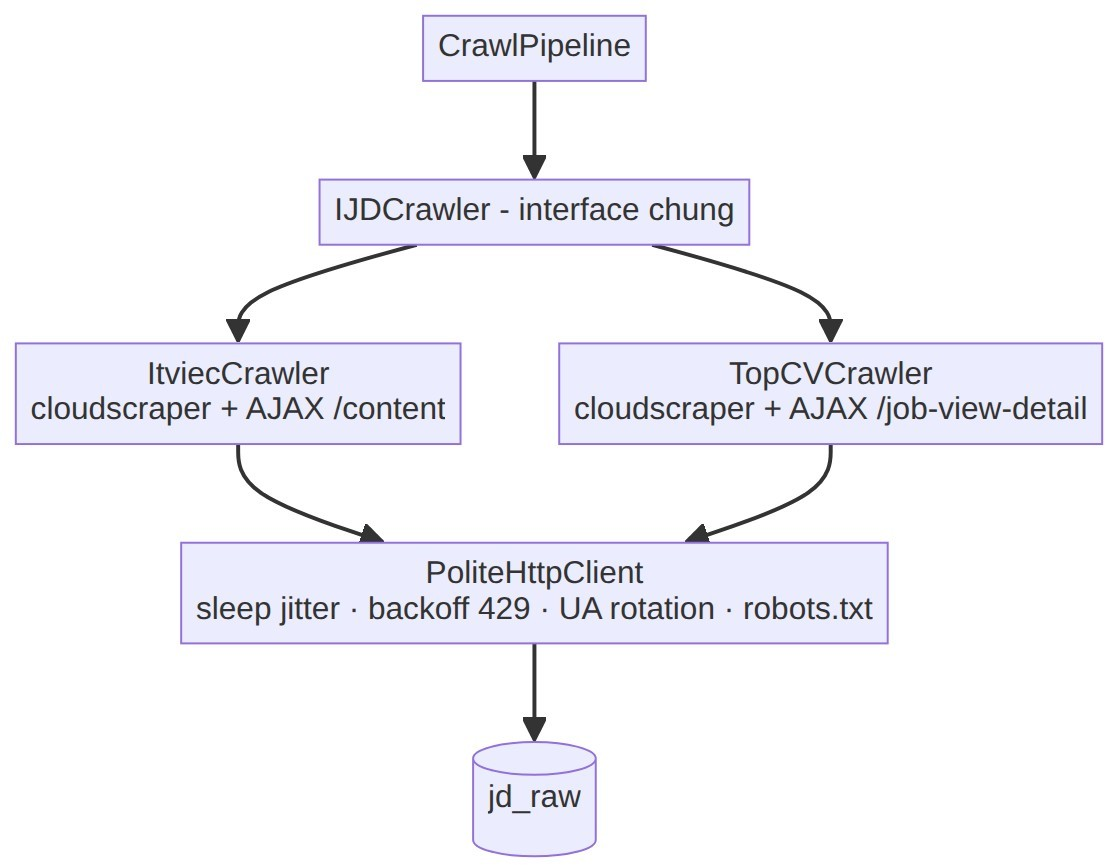 CrawlPipeline
IJDCrawler - interface chung
ItviecCrawler
cloudscraper + AJAX /content
TopCVCrawler
cloudscraper + AJAX /job-view-detail
PoliteHttpClient
sleep jitter · backoff 429 · UA rotation · robots.txt
jd_raw